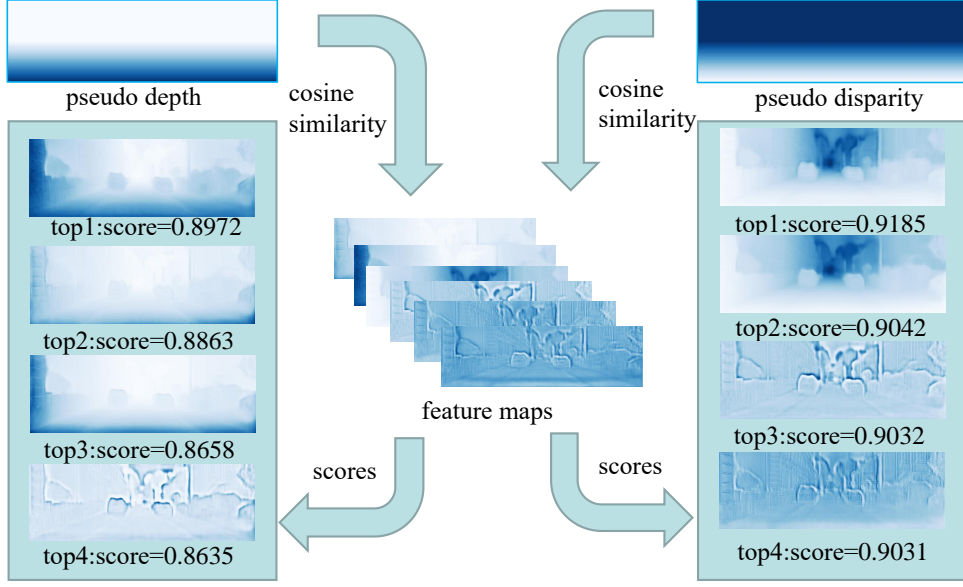 pseudo depth
cosine
similarity
top1:score=0.8972
top2:score=0.8863
top3:score=0.8658
top4:score=0.8635
feature maps
scores
scores
cosine
similarity
pseudo disparity
top1:score=0.9185
top2:score=0.9042
top3:score=0.9032
top4:score=0.9031